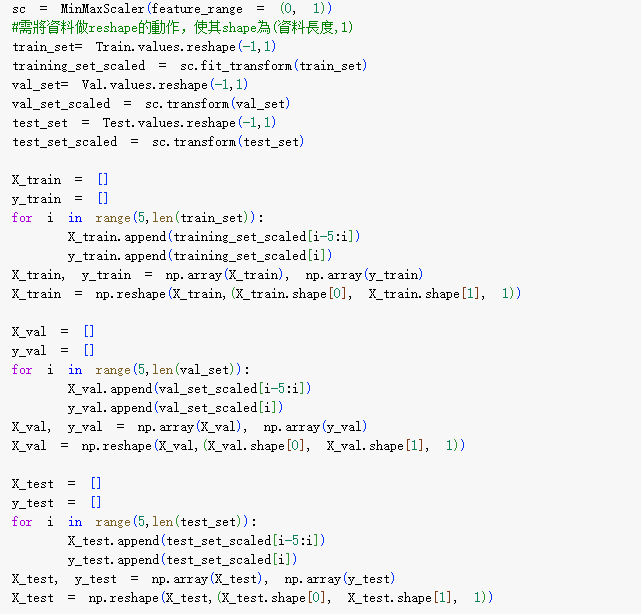 sc = MinMaxScaler(feature_range = (0, 1))
#需將資料做reshape的動作，使其shape為(資料長度,1)
train_set= Train.values.reshape(-1,1)
training_set_scaled = sc.fit_transform(train_set)
val_set= Val.values.reshape(-1,1)
val_set_scaled = sc.transform(val_set)
test_set = Test.values.reshape(-1,1)
test_set_scaled = sc.transform(test_set)

X_train = []
y_train = []
for i in range(5,len(train_set)):
        X_train.append(training_set_scaled[i-5:i])
        y_train.append(training_set_scaled[i])
X_train, y_train = np.array(X_train), np.array(y_train)
X_train = np.reshape(X_train,(X_train.shape[0], X_train.shape[1], 1))

X_val = []
y_val = []
for i in range(5,len(val_set)):
        X_val.append(val_set_scaled[i-5:i])
        y_val.append(val_set_scaled[i])
X_val, y_val = np.array(X_val), np.array(y_val)
X_val = np.reshape(X_val,(X_val.shape[0], X_val.shape[1], 1))

X_test = []
y_test = []
for i in range(5,len(test_set)):
        X_test.append(test_set_scaled[i-5:i])
        y_test.append(test_set_scaled[i])
X_test, y_test = np.array(X_test), np.array(y_test)
X_test = np.reshape(X_test,(X_test.shape[0], X_test.shape[1], 1))